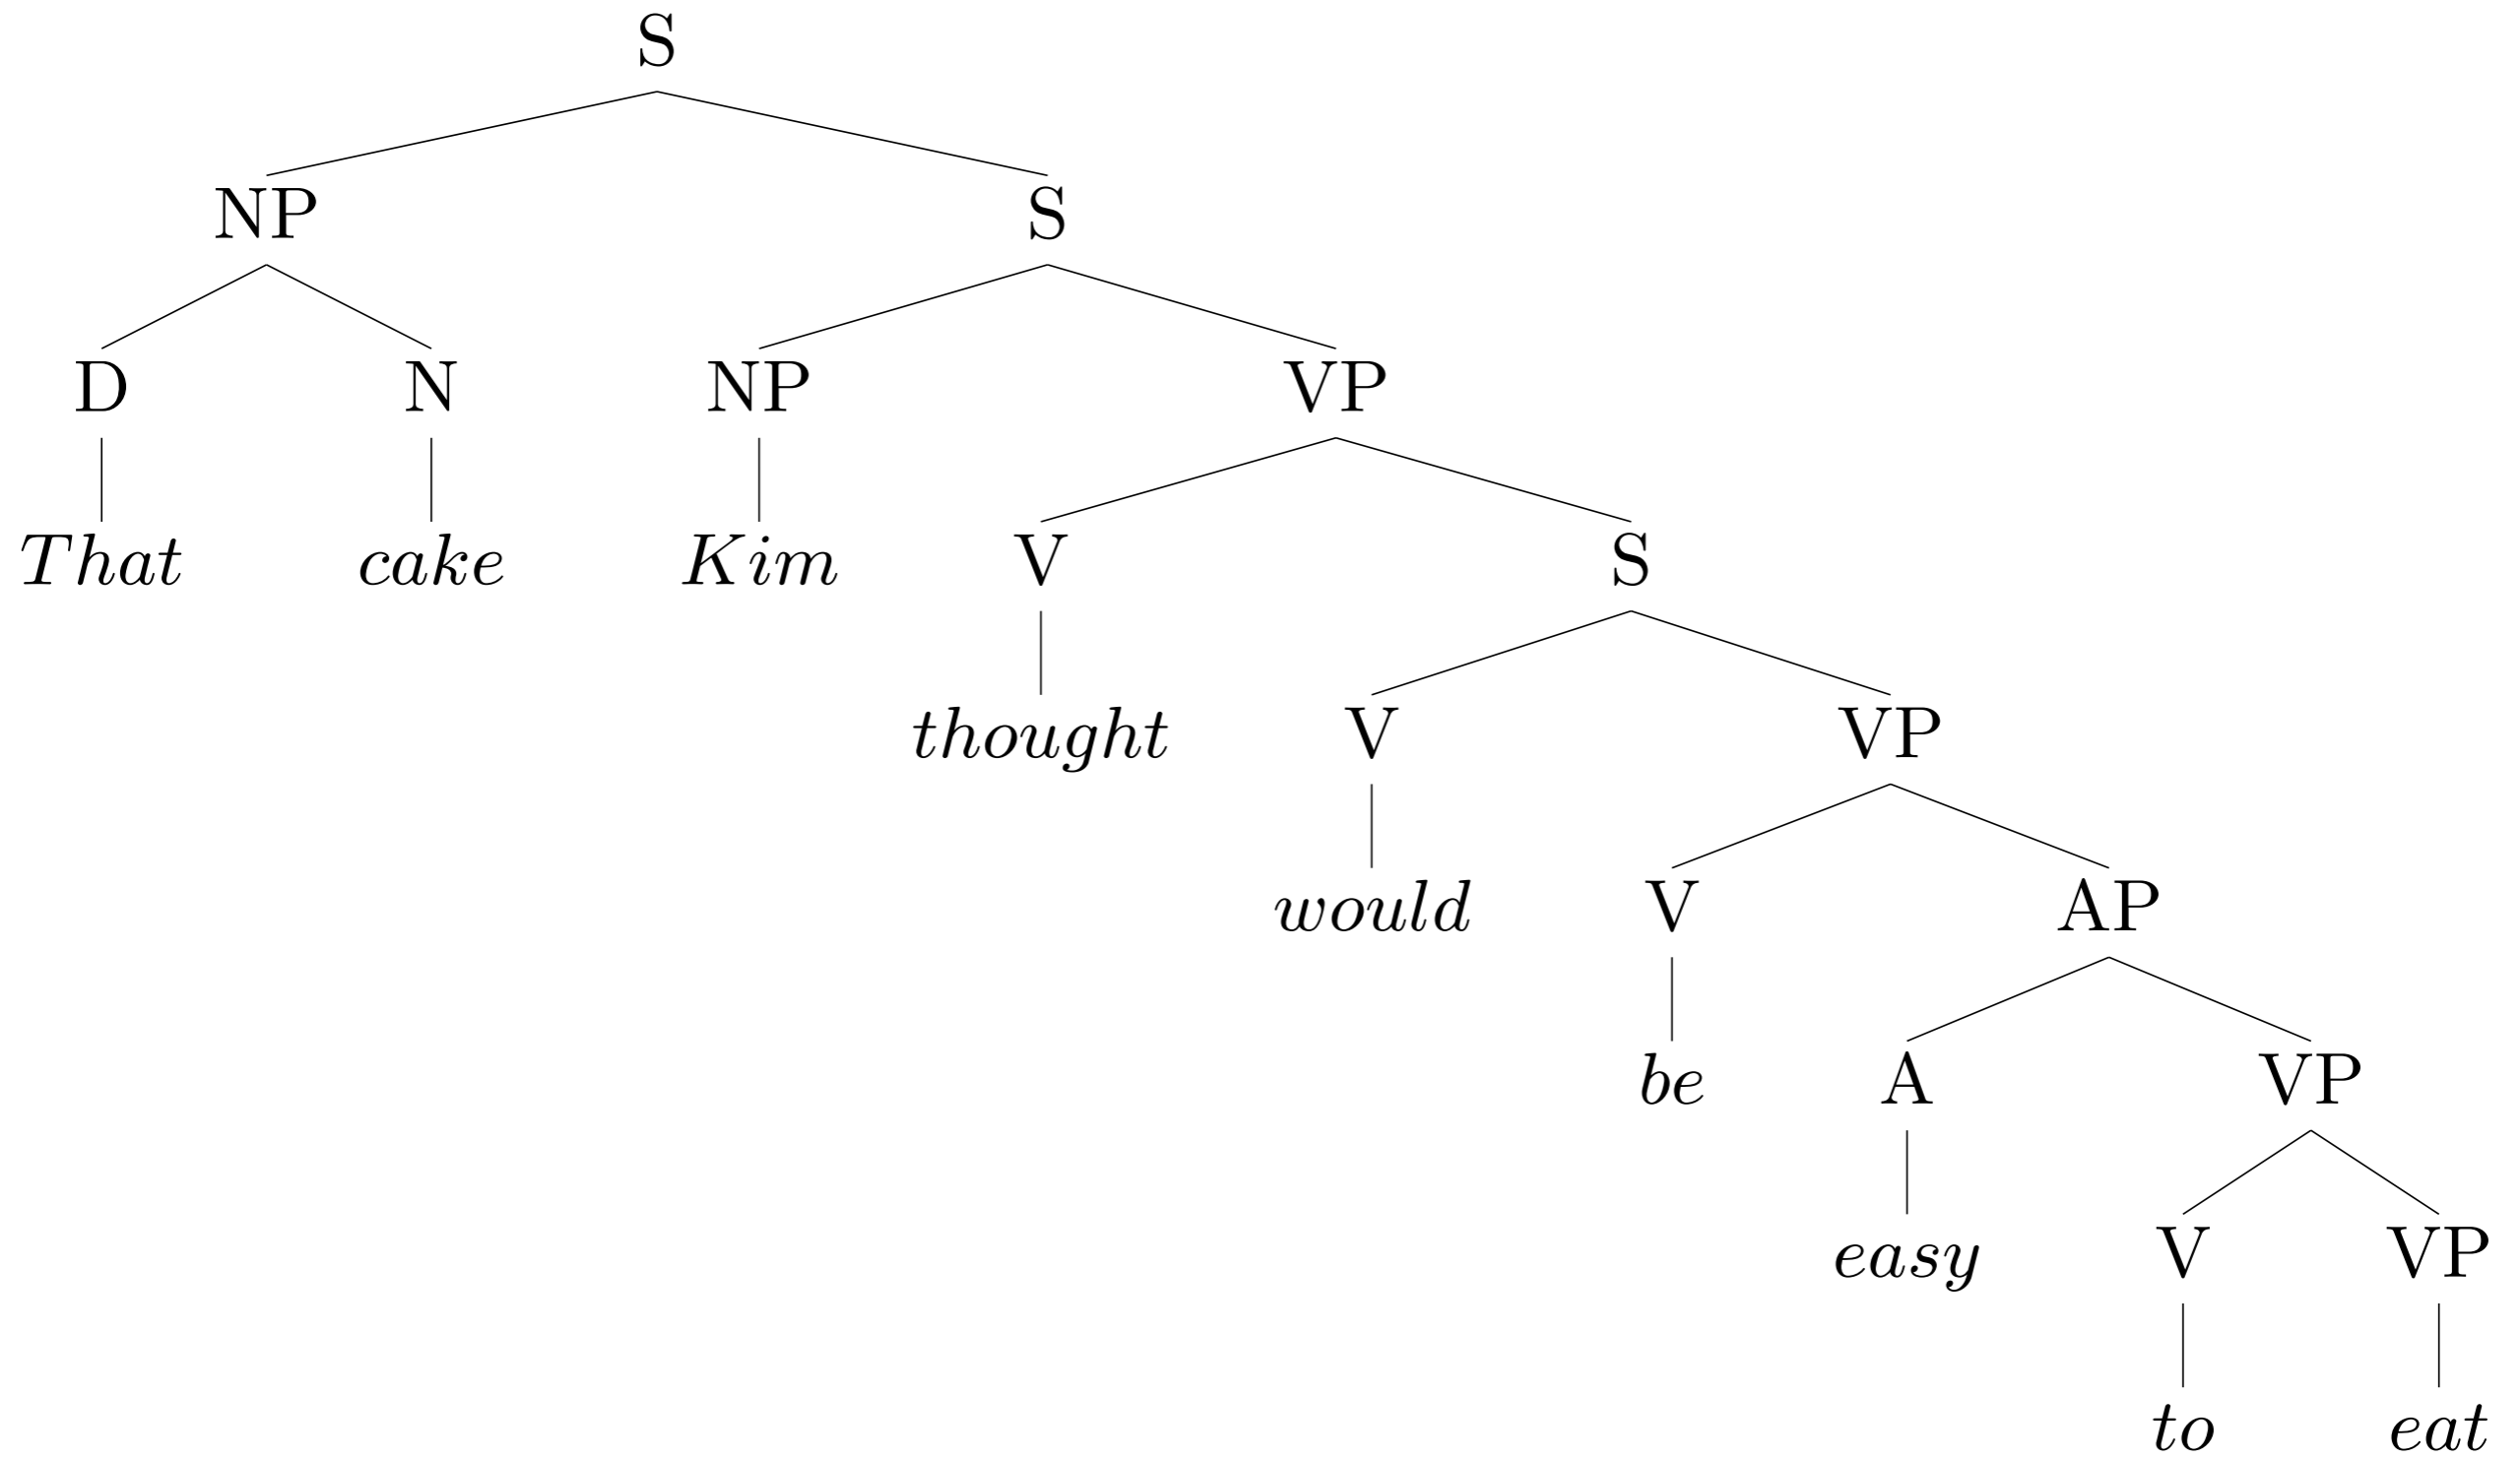 S
NP S
D N NP VP
That cake Kim V S
thought V VP
would V AP
be A VP
easy V VP
to eat